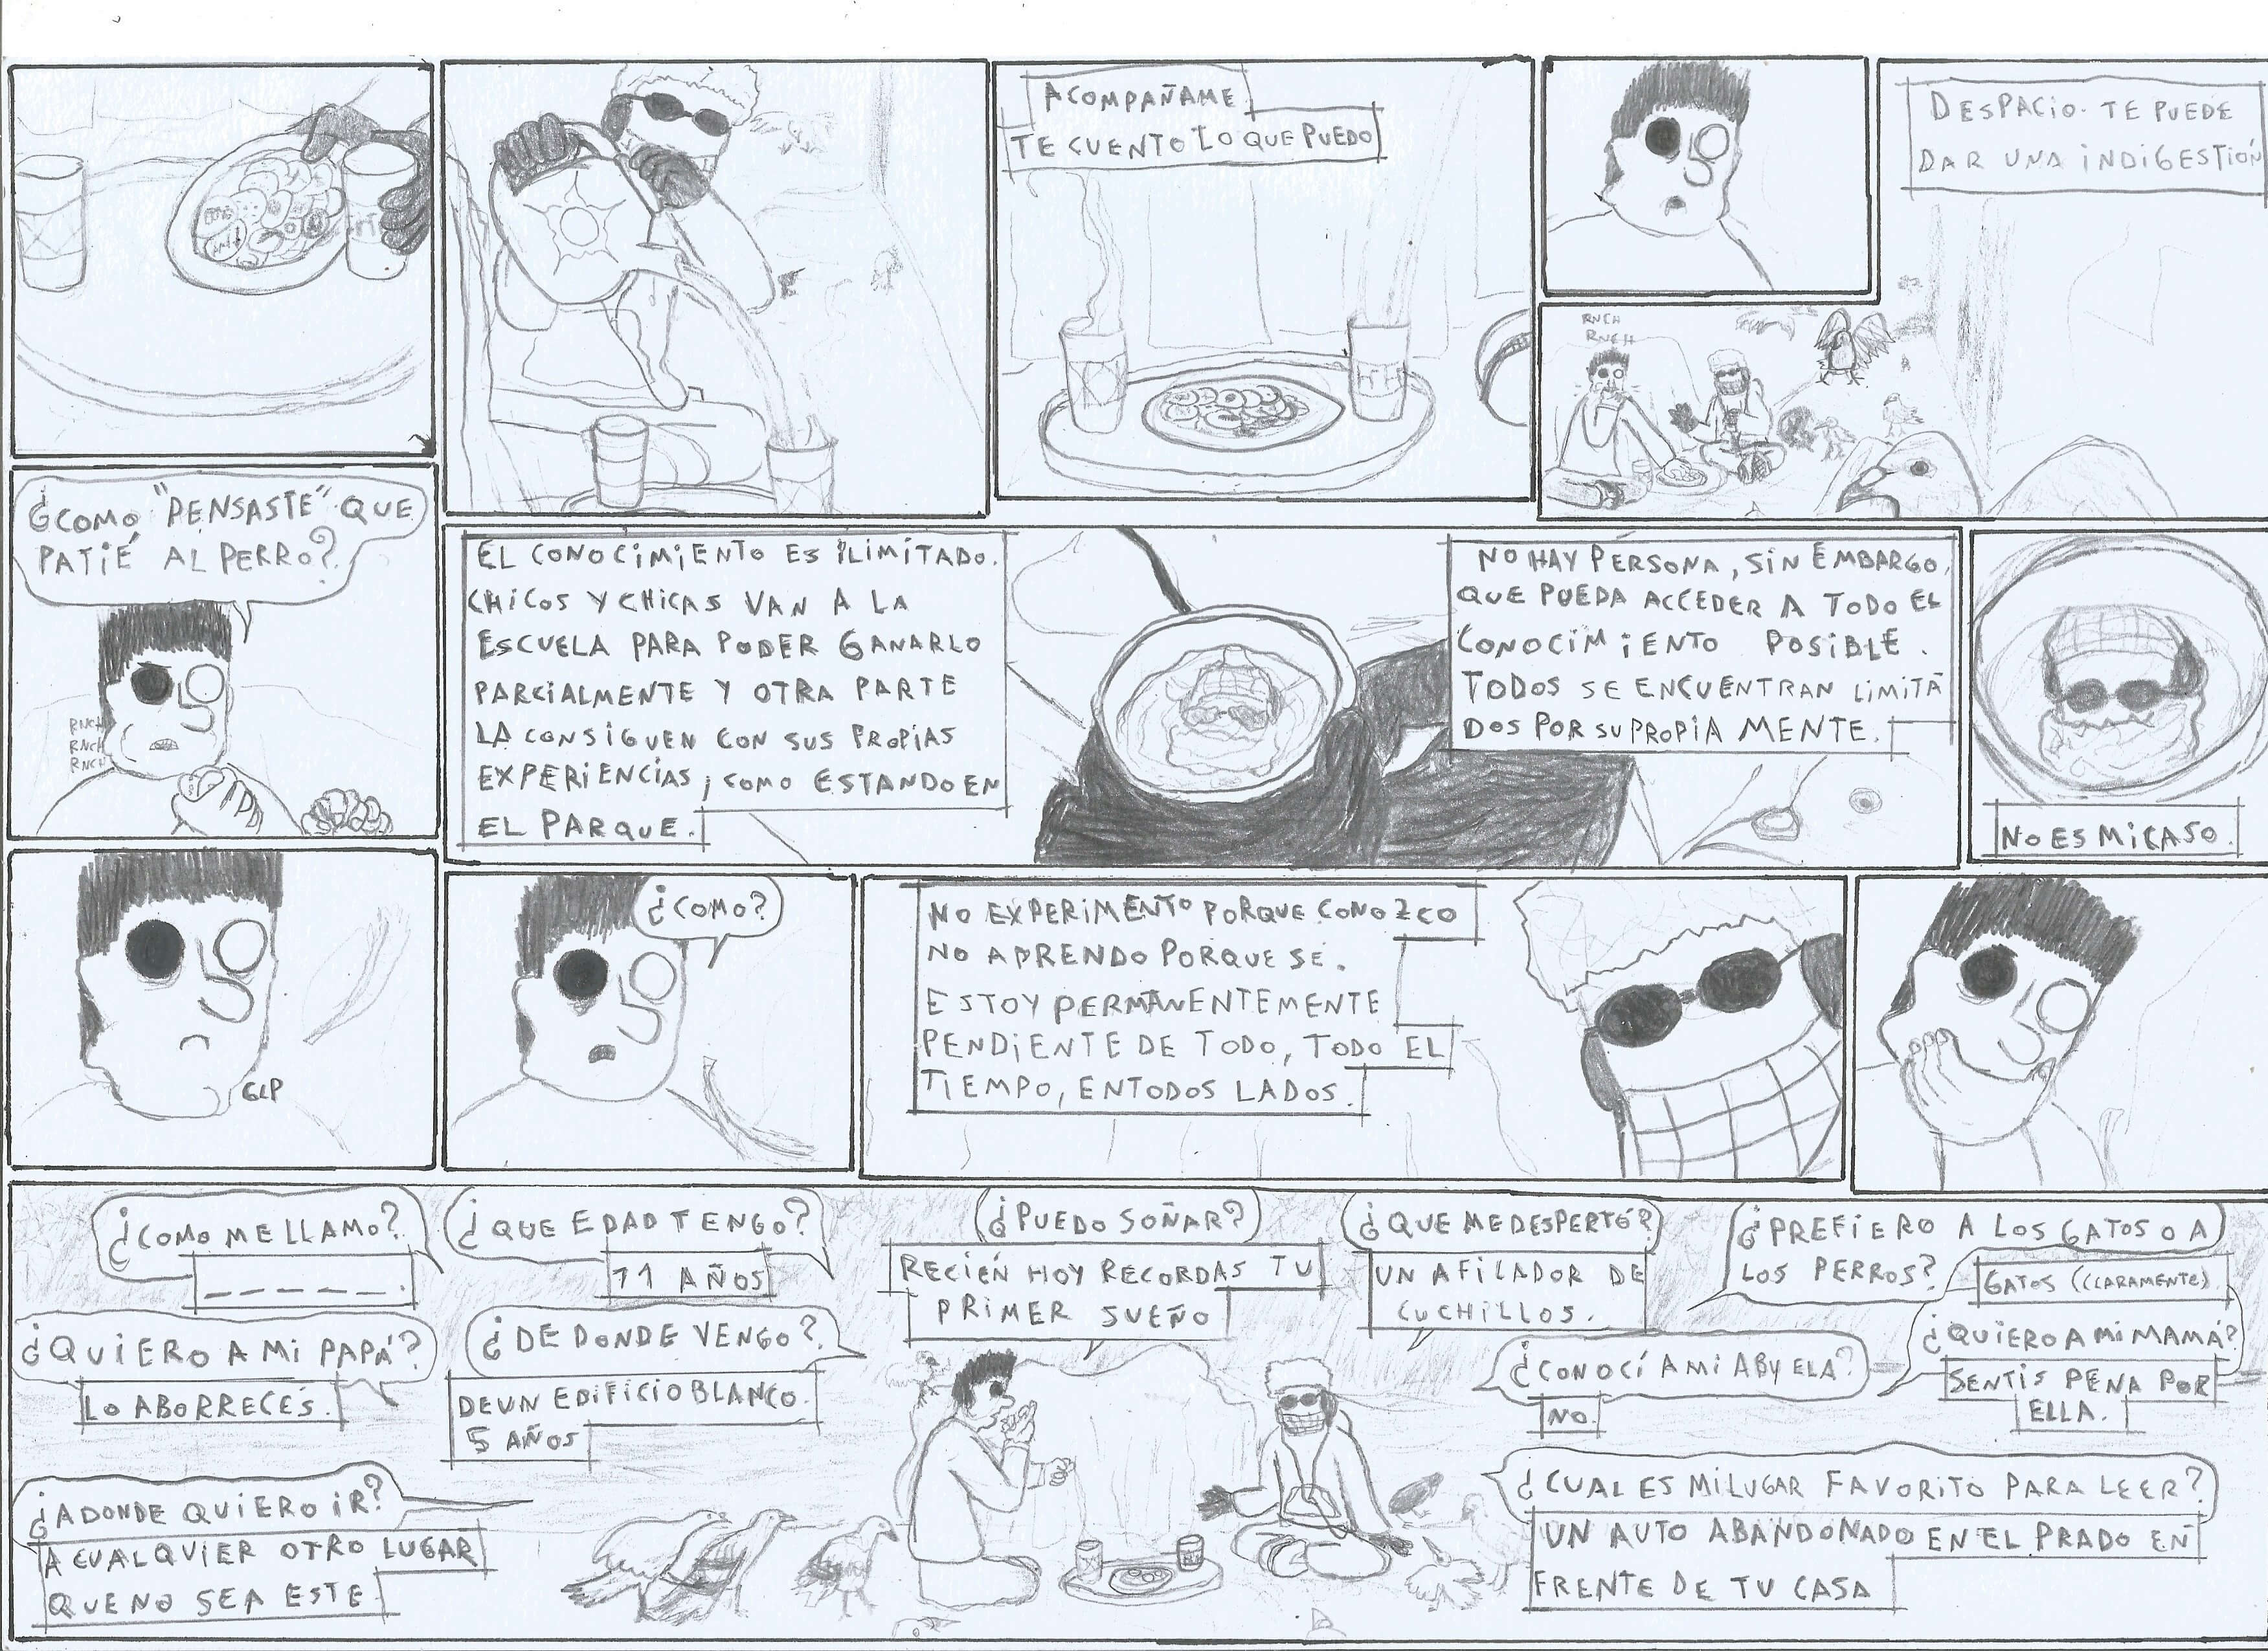 ACOMPAÑAME
TE CUENTO LO QUE PUEDO
DESPACIO. TE PUEDE
DAR UNA INDIGESTIÓN
RNCH
RNCH
¿COMO "PENSASTE" QUE
PATIÉ AL PERRO?
RNCH
RNCH
RNCH
EL CONOCIMIENTO ES ILIMITADO.
CHICOS Y CHICAS VAN A LA
ESCUELA PARA PODER GANARLO
PARCIALMENTE Y OTRA PARTE
LA CONSIGUEN CON SUS PROPIAS
EXPERIENCIAS, COMO ESTANDO EN
EL PARQUE.
NO HAY PERSONA, SIN EMBARGO,
QUE PUEDA ACCEDER A TODO EL
CONOCIMIENTO POSIBLE.
TODOS SE ENCUENTRAN LIMITA
DOS POR SU PROPIA MENTE.
NO ES MI CASO.
GLP
¿COMO?
NO EXPERIMENTO PORQUE CONOZCO
NO APRENDO PORQUE SÉ.
ESTOY PERMANENTEMENTE
PENDIENTE DE TODO, TODO EL
TIEMPO, EN TODOS LADOS.
¿COMO ME LLAMO?
_ _ _ _ _ _.
¿QUE EDAD TENGO?
11 AÑOS
¿PUEDO SOÑAR?
RECIÉN HOY RECORDAS TU
PRIMER SUEÑO
¿QUE ME DESPERTÓ?
UN AFILADOR DE
CUCHILLOS.
¿PREFIERO A LOS GATOS O A
LOS PERROS?
GATOS (CLARAMENTE)
¿QUIERO A MI PAPÁ?
LO ABORRECÉS.
¿DE DONDE VENGO?
DE UN EDIFICIO BLANCO.
5 AÑOS
¿CONOCÍ A MI ABUELA?
NO.
¿QUIERO A MI MAMÁ?
SENTIS PENA POR
ELLA.
¿A DONDE QUIERO IR?
A CUALQUIER OTRO LUGAR
QUE NO SEA ESTE
¿CUAL ES MI LUGAR FAVORITO PARA LEER?
UN AUTO ABANDONADO EN EL PRADO EN
FRENTE DE TU CASA